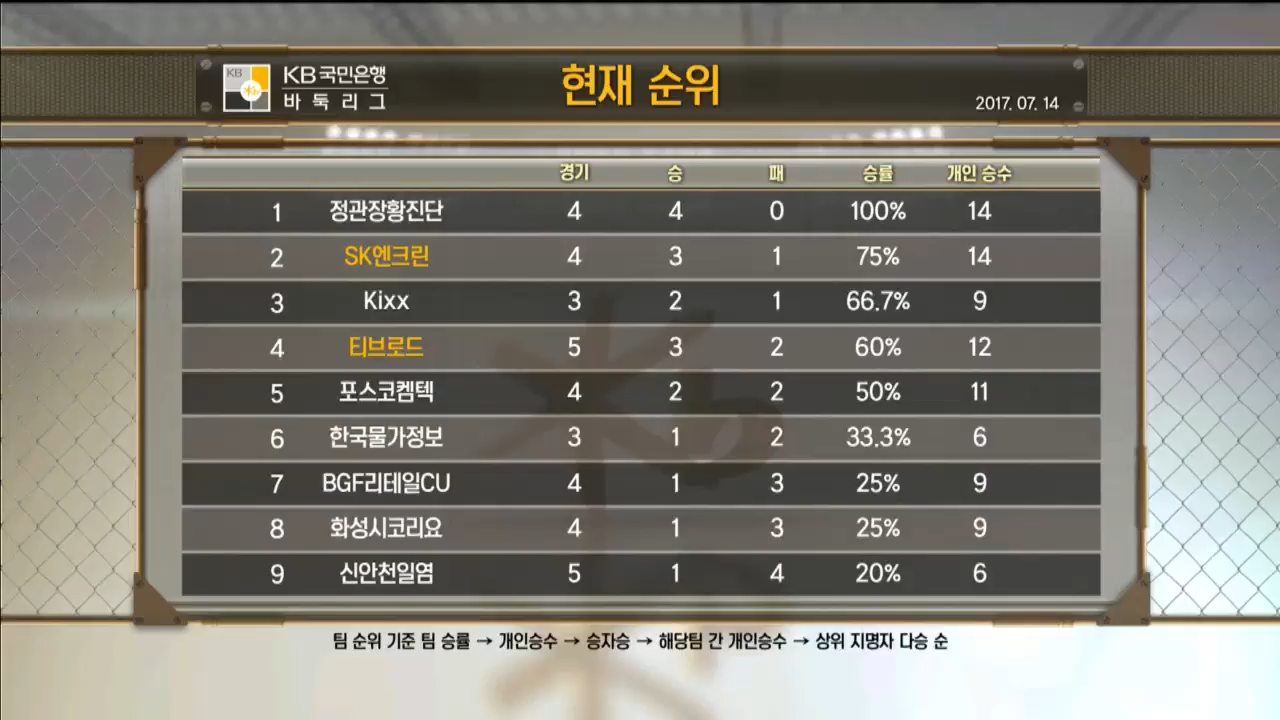 KB
KB국민은행
바둑리그
현재 순위
2017. 07. 14
경기 승 패 승률 개인 승수
1 정관장황진단 4 4 0 100% 14
2 SK엔크린 4 3 1 75% 14
3 Kixx 3 2 1 66.7% 9
4 티브로드 5 3 2 60% 12
5 포스코켐텍 4 2 2 50% 11
6 한국물가정보 3 1 2 33.3% 6
7 BGF리테일CU 4 1 3 25% 9
8 화성시코리요 4 1 3 25% 9
9 신안천일염 5 1 4 20% 6
팀 순위 기준 팀 승률 → 개인승수 → 승자승 → 해당팀 간 개인승수 → 상위 지명자 다승 순